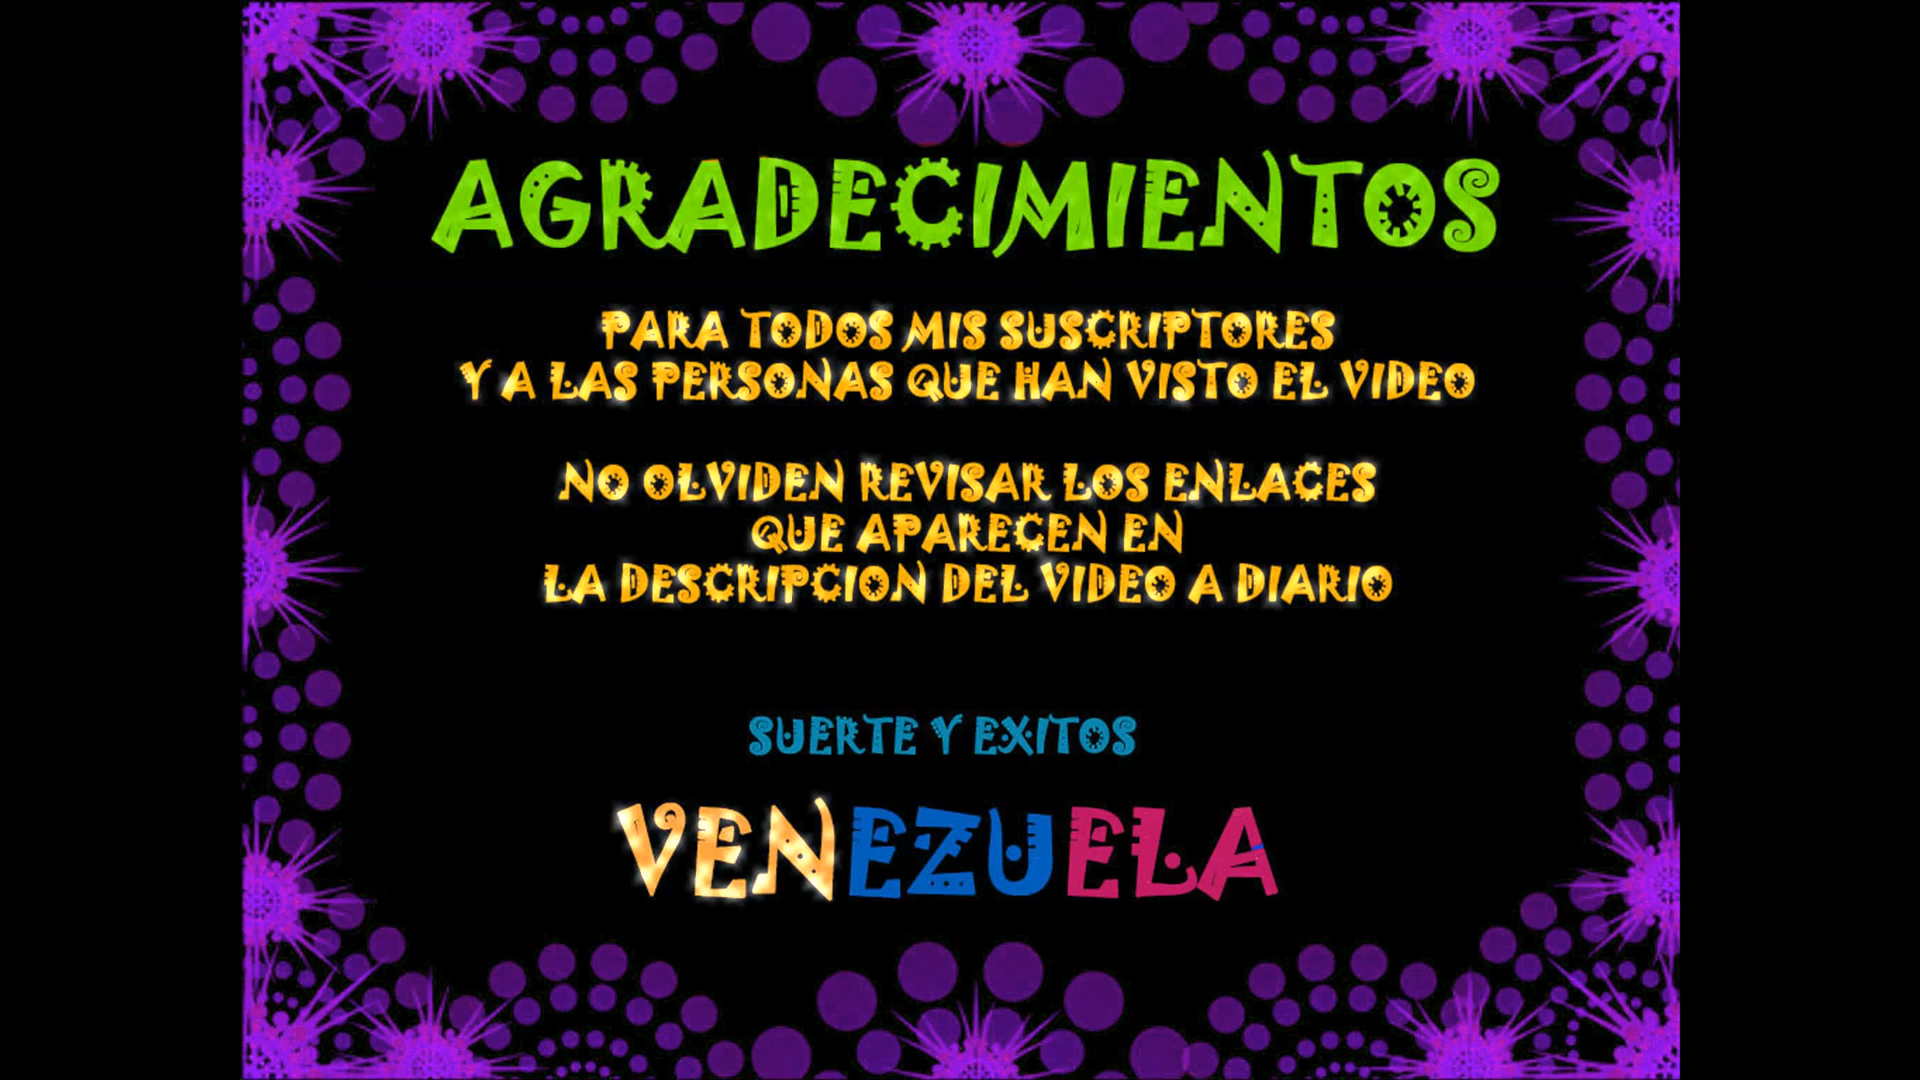 AGRADECIMIENTOS
PARA TODOS MIS SUSCRIPTORES
Y A LAS PERSONAS QUE HAN VISTO EL VIDEO
NO OLVIDEN REVISAR LOS ENLACES
QUE APARECEN EN
LA DESCRIPCION DEL VIDEO A DIARIO
SUERTE Y EXITOS
VENEZUELA